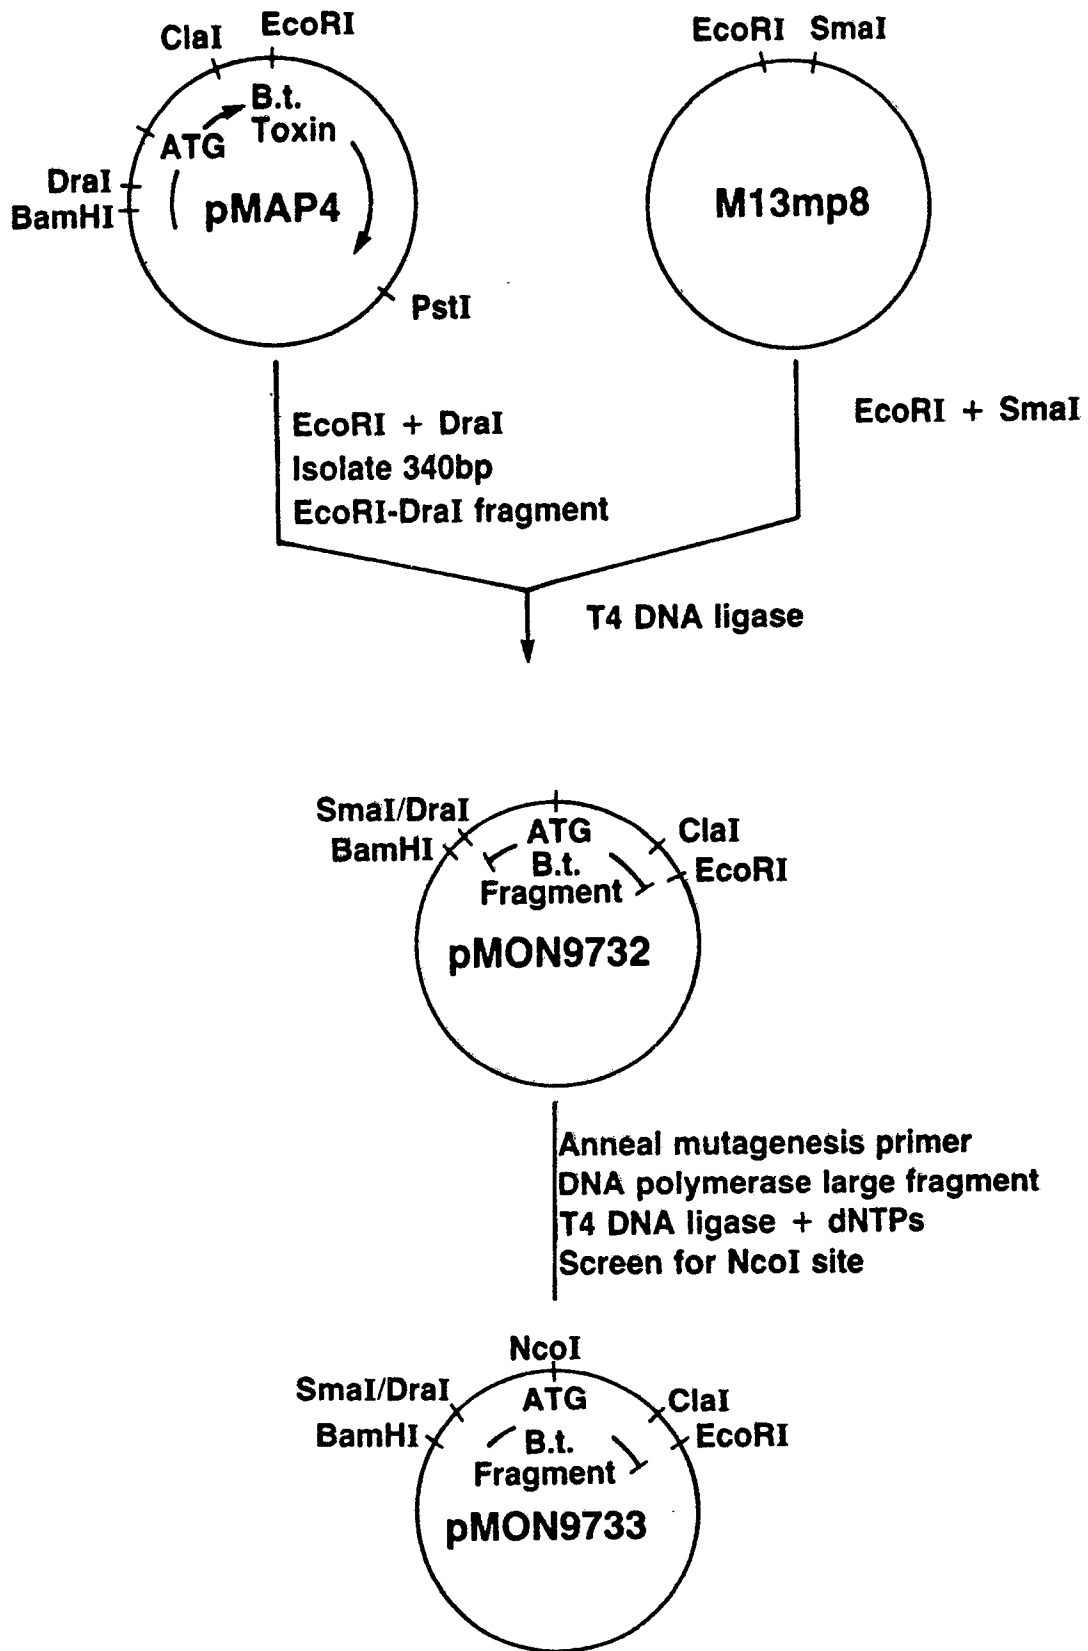 ClaI EcoRI
B.t.
Toxin
ATG
DraI
BamHI
pMAP4
PstI
EcoRI SmaI
M13mp8
EcoRI + DraI
Isolate 340bp
EcoRI-DraI fragment
EcoRI + SmaI
T4 DNA ligase
SmaI/DraI
BamHI
ATG
B.t.
Fragment
ClaI
EcoRI
pMON9732
Anneal mutagenesis primer
DNA polymerase large fragment
T4 DNA ligase + dNTPs
Screen for NcoI site
NcoI
SmaI/DraI
BamHI
ATG
B.t.
Fragment
ClaI
EcoRI
pMON9733